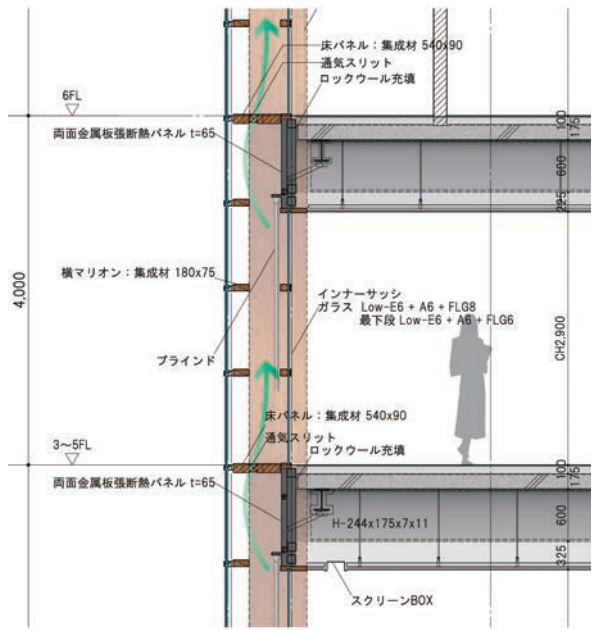 床パネル：集成材 540x90
通気スリット
ロックウール充填
6FL
両面金属板張断熱パネル t=65
100
175
600
225
4,000
横マリオン：集成材 180x75
インナーサッシ
ガラス Low-E6 + A6 + FLG8
最下段 Low-E6 + A6 + FLG6
CH2,900
ブラインド
床パネル：集成材 540x90
通気スリット
ロックウール充填
3〜5FL
両面金属板張断熱パネル t=65
100
175
600
H-244x175x7x11
325
スクリーンBOX